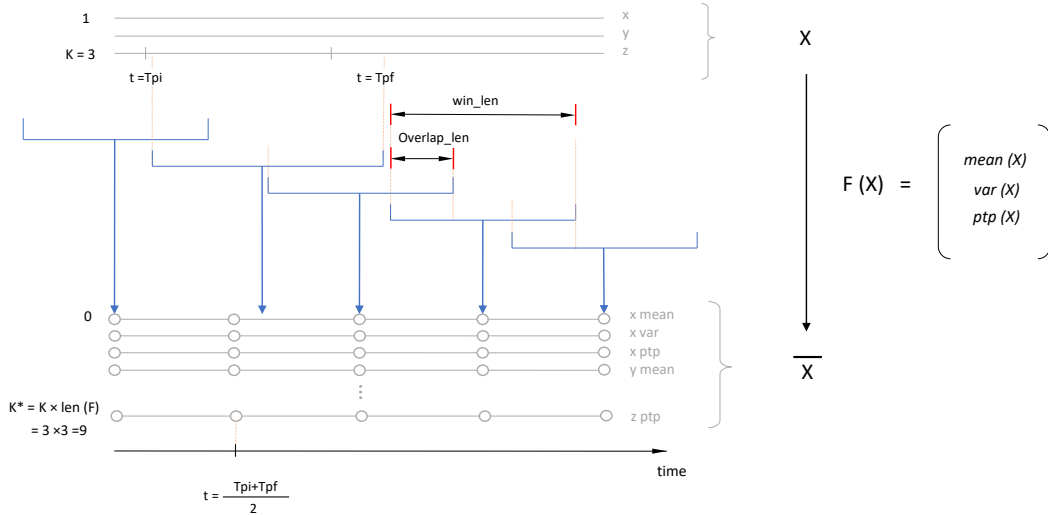 1
x
y
K = 3
z
X
t =Tpi
t = Tpf
win_len
Overlap_len
F (X) =
mean (X)
var (X)
ptp (X)
0
x mean
x var
x ptp
y mean
⋮
X
K* = K × len (F)
= 3 ×3 =9
z ptp
time
t = Tpi+Tpf
2